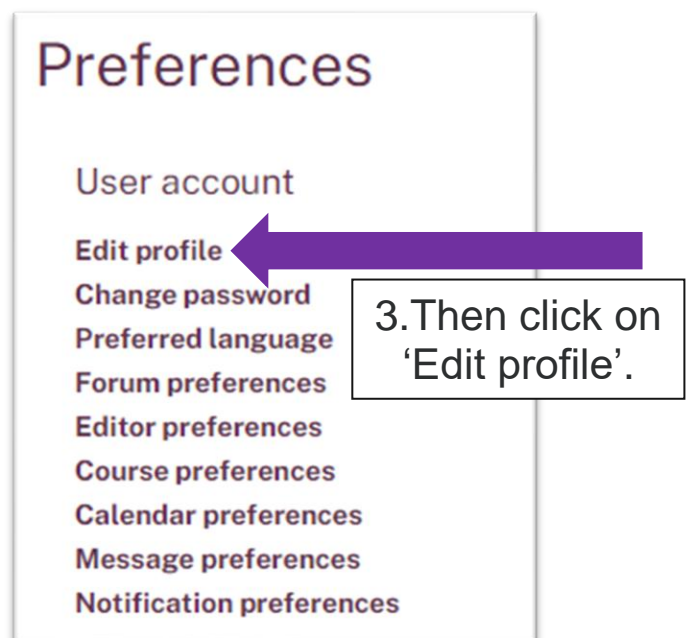 Preferences
User account
Edit profile
Change password
Preferred language
Forum preferences
Editor preferences
Course preferences
Calendar preferences
Message preferences
Notification preferences
3.Then click on
‘Edit profile’.